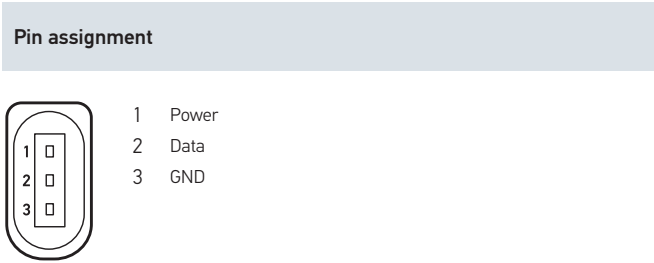 Pin assignment
1 Power
2 Data
3 GND
1
2
3